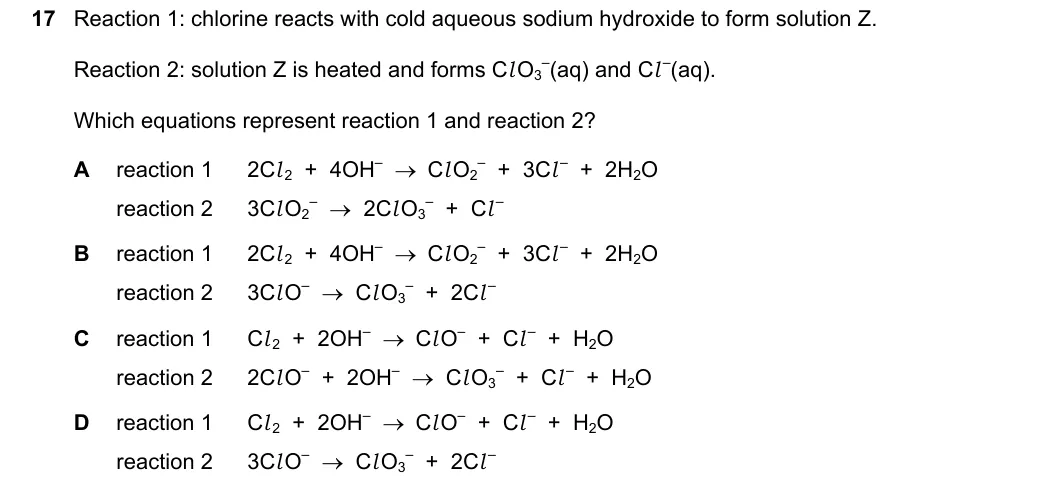 17 Reaction 1: chlorine reacts with cold aqueous sodium hydroxide to form solution Z.
Reaction 2: solution Z is heated and forms ClO₃⁻(aq) and Cl⁻(aq).
Which equations represent reaction 1 and reaction 2?
A reaction 1 2Cl₂ + 4OH⁻ → ClO₂⁻ + 3Cl⁻ + 2H₂O
reaction 2 3ClO₂⁻ → 2ClO₃⁻ + Cl⁻
B reaction 1 2Cl₂ + 4OH⁻ → ClO₂⁻ + 3Cl⁻ + 2H₂O
reaction 2 3ClO⁻ → ClO₃⁻ + 2Cl⁻
C reaction 1 Cl₂ + 2OH⁻ → ClO⁻ + Cl⁻ + H₂O
reaction 2 2ClO⁻ + 2OH⁻ → ClO₃⁻ + Cl⁻ + H₂O
D reaction 1 Cl₂ + 2OH⁻ → ClO⁻ + Cl⁻ + H₂O
reaction 2 3ClO⁻ → ClO₃⁻ + 2Cl⁻